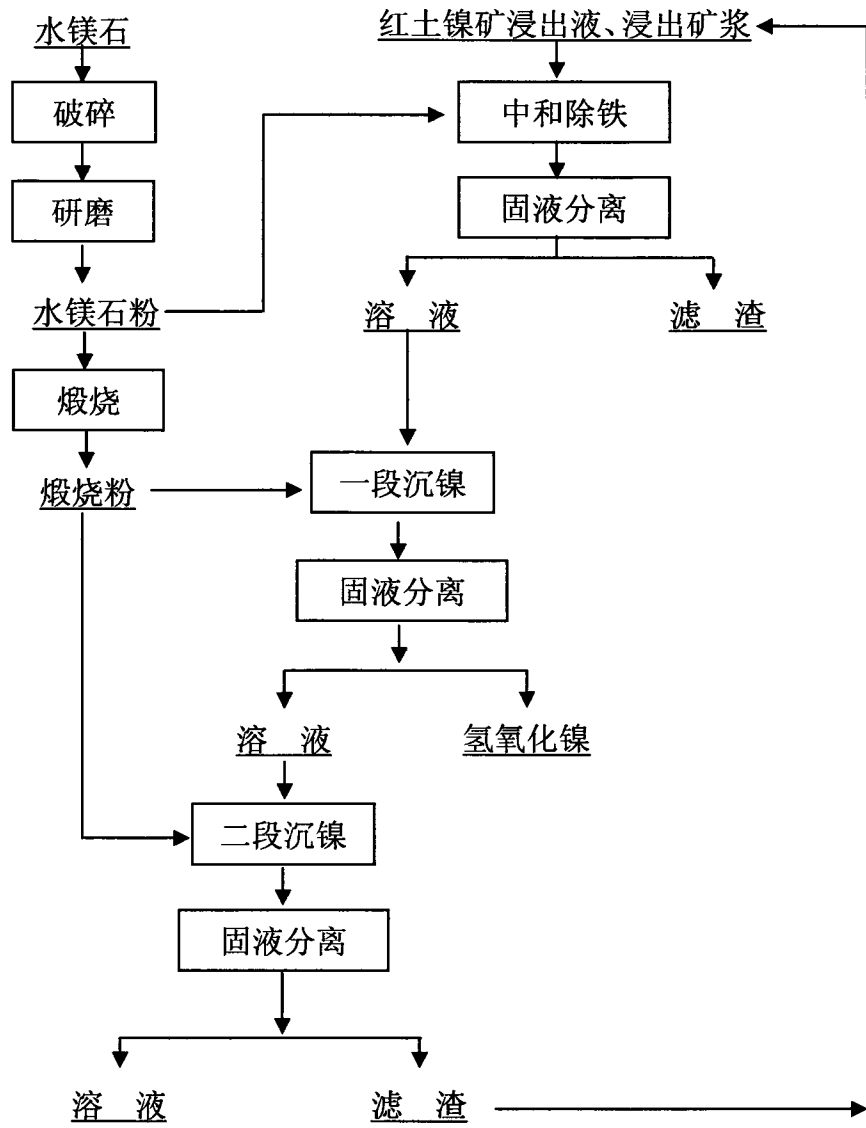 水镁石
红土镍矿浸出液、浸出矿浆
破碎
中和除铁
研磨
固液分离
水镁石粉
溶 液
滤 渣
煅烧
煅烧粉
一段沉镍
固液分离
溶 液
氢氧化镍
二段沉镍
固液分离
溶 液
滤 渣